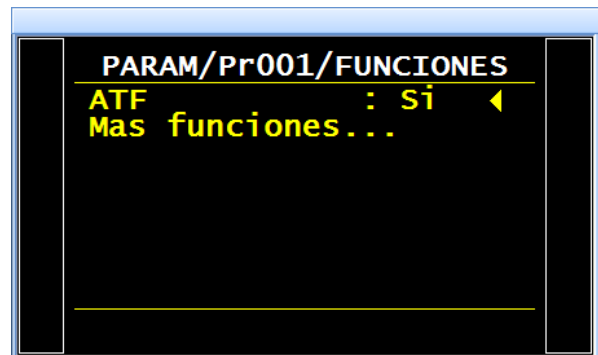 PARAM/Pr001/FUNCIONES
ATF : Si
Mas funciones...